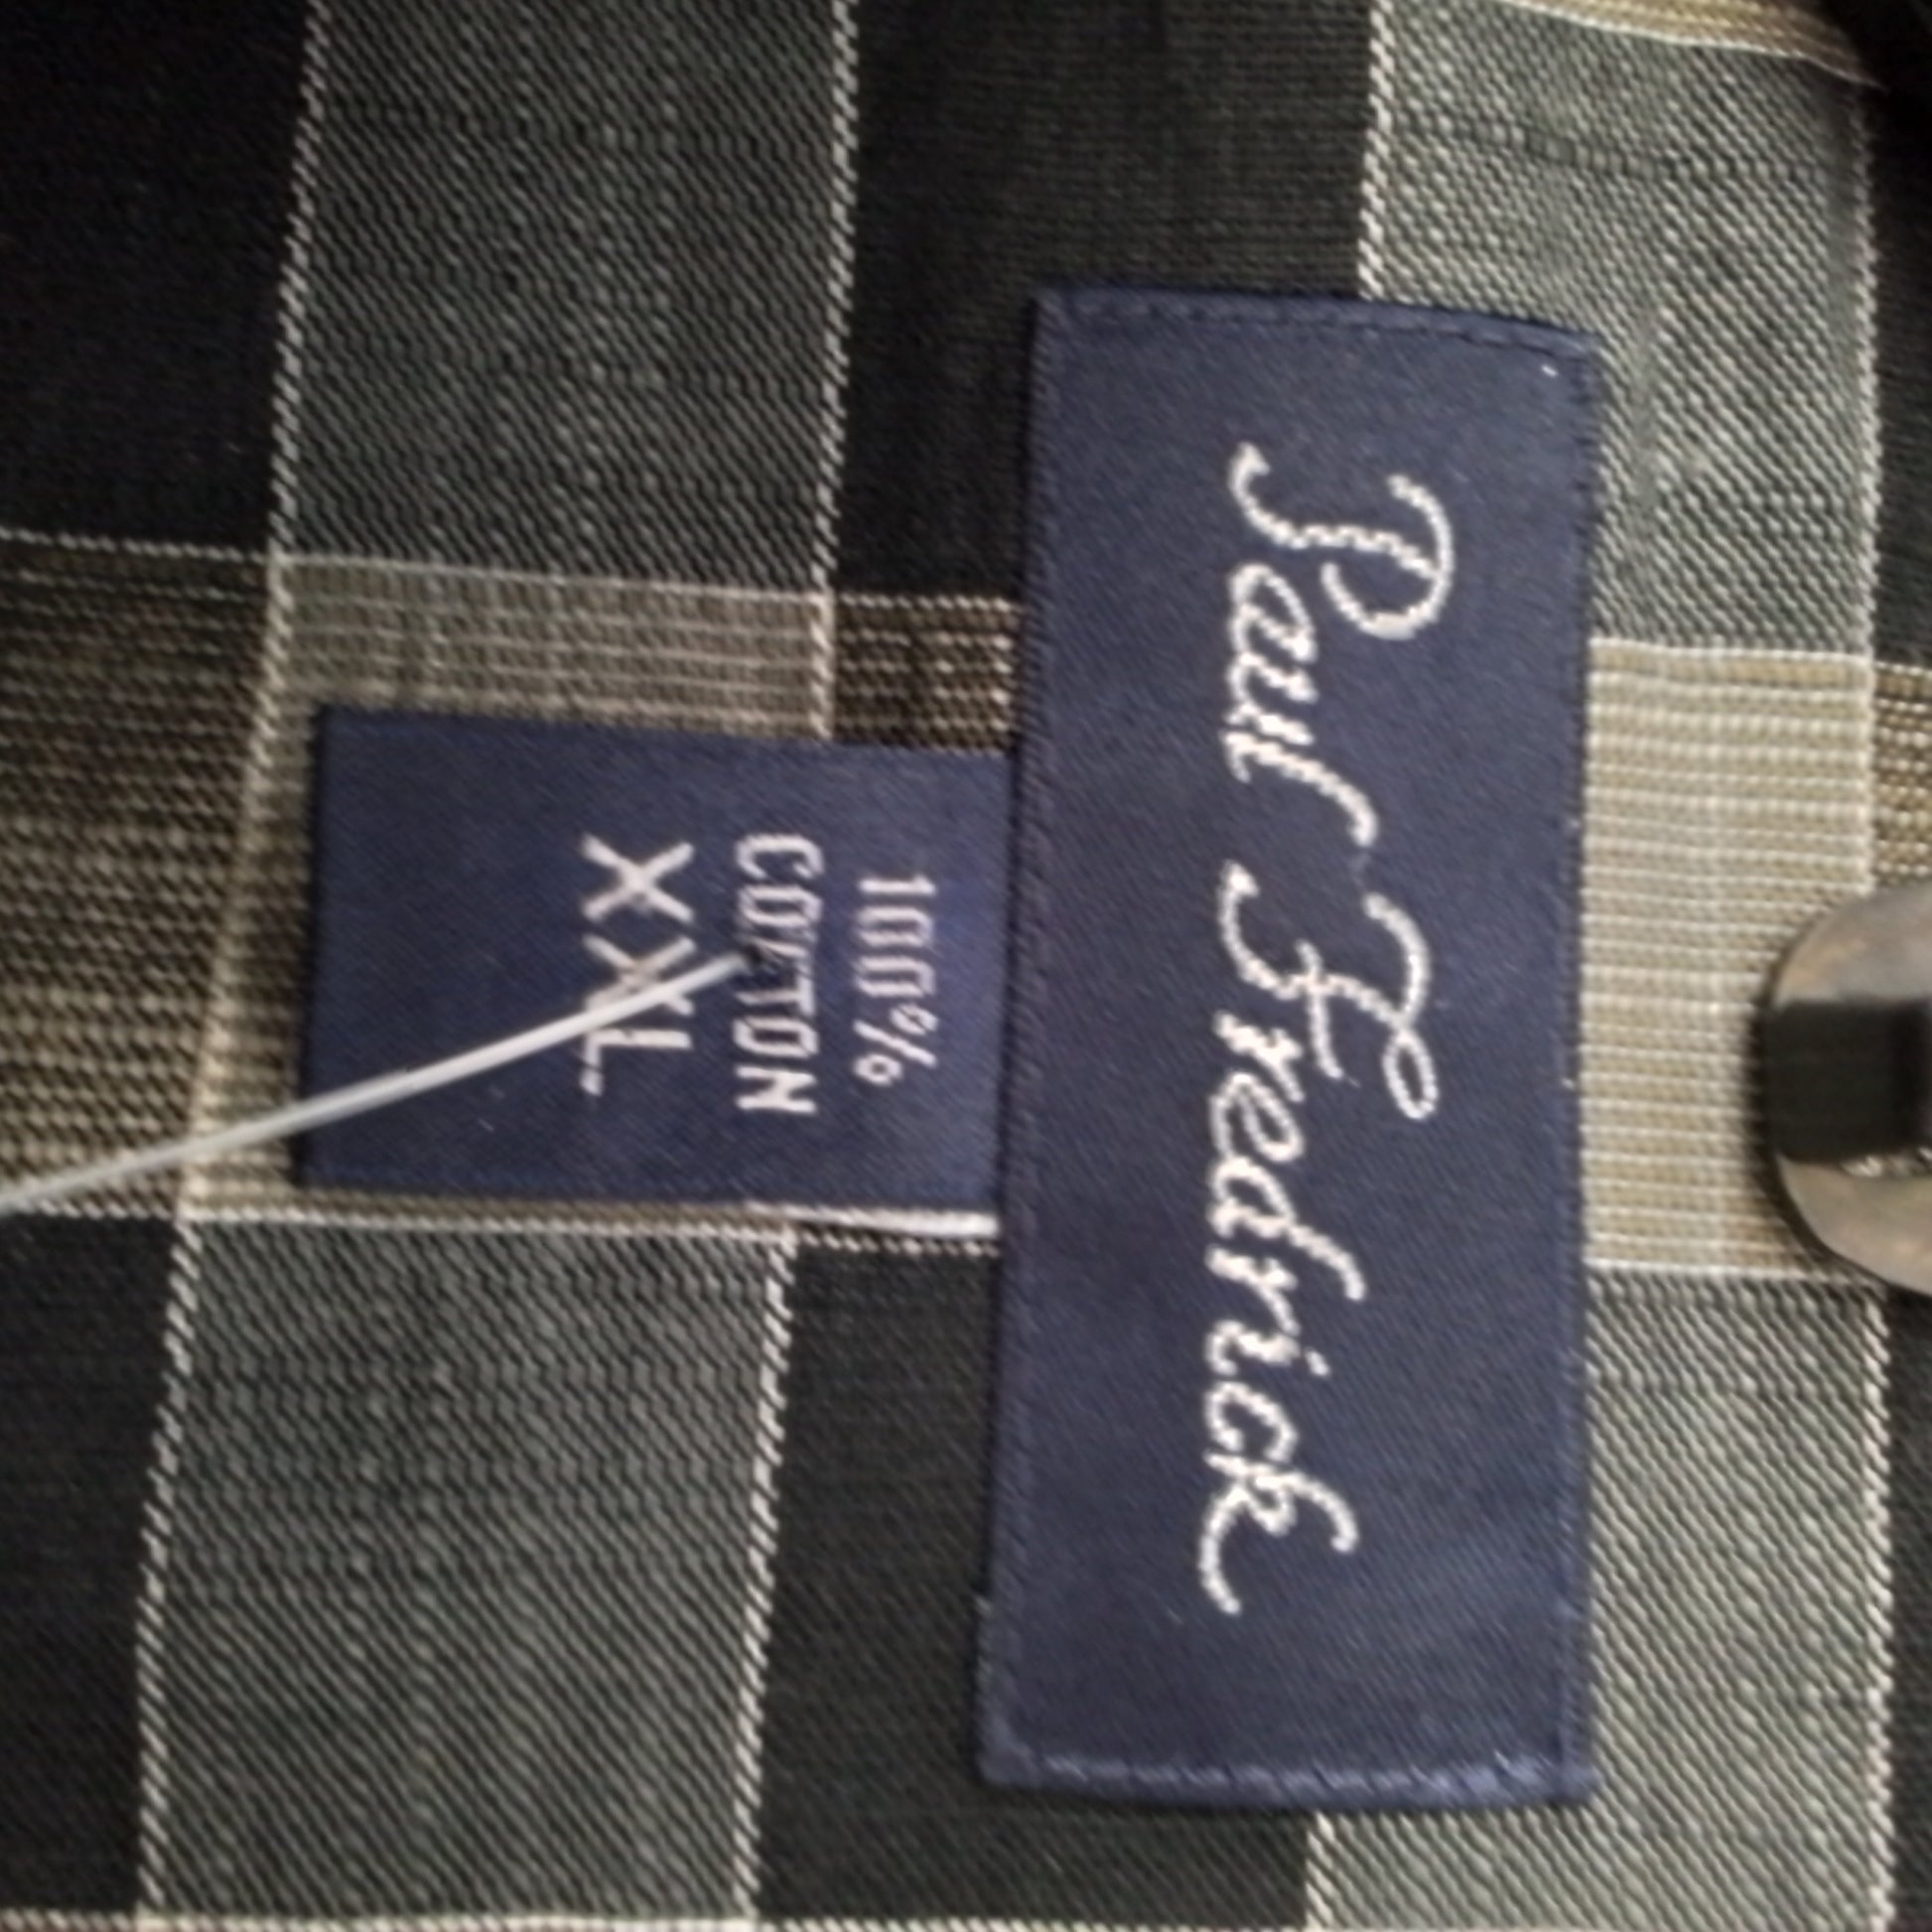 Paul Fredrick
100%
COTTON
XXL